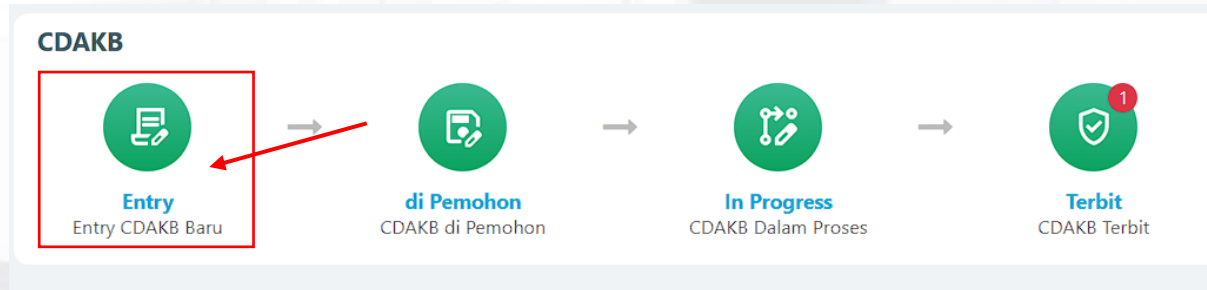 CDAKB
1
Entry
di Pemohon
In Progress
Terbit
Entry CDAKB Baru
CDAKB di Pemohon
CDAKB Dalam Proses
CDAKB Terbit